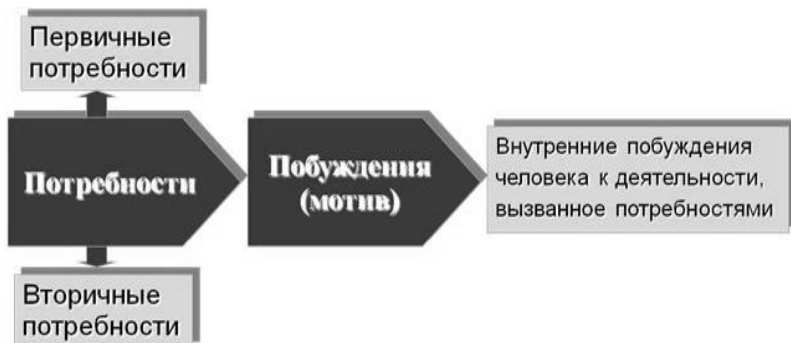 Первичные
потребности
Потребности
Побуждения
(мотив)
Внутренние побуждения
человека к деятельности,
вызванное потребностями
Вторичные
потребности